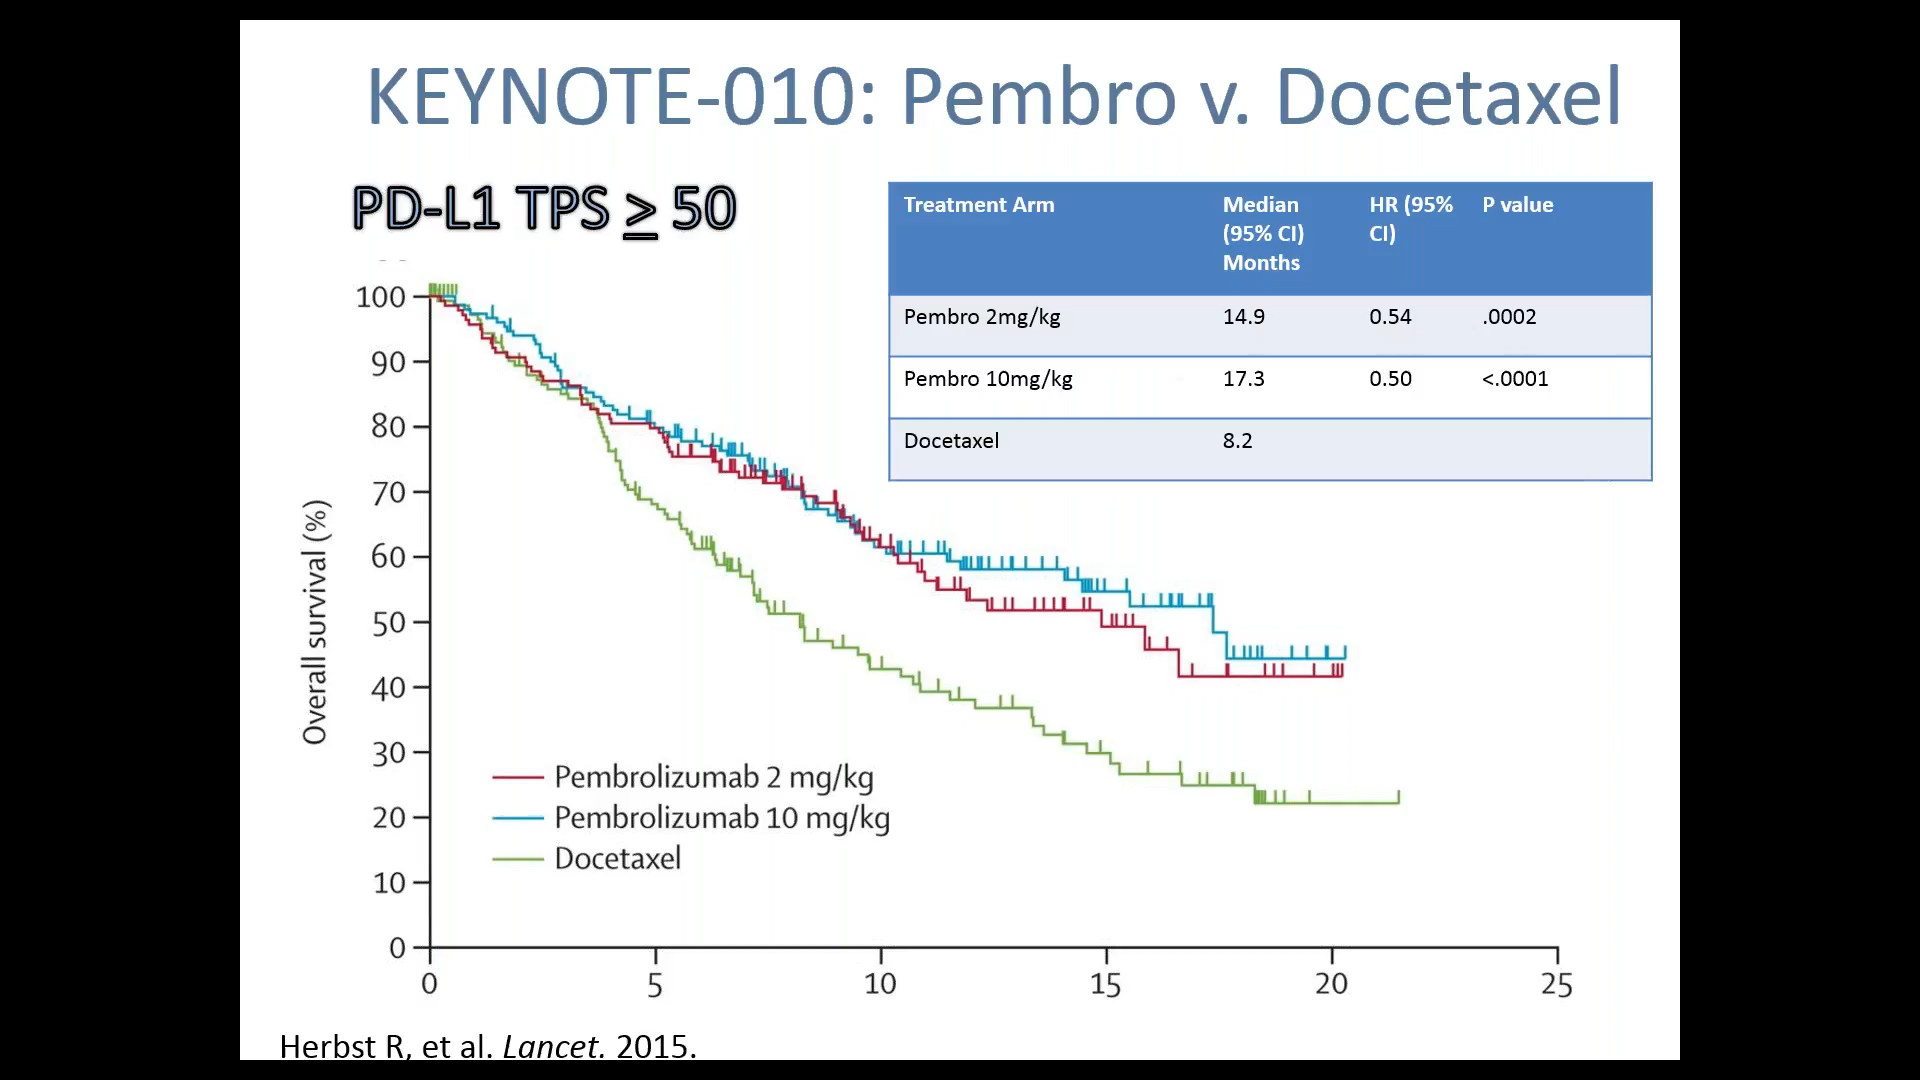 KEYNOTE-010: Pembro v. Docetaxel
PD-L1 TPS ≥ 50
Treatment Arm Median (95% CI) Months HR (95% CI) P value
Pembro 2mg/kg 14.9 0.54 .0002
Pembro 10mg/kg 17.3 0.50 <.0001
Docetaxel 8.2
Overall survival (%)
100
90
80
70
60
50
40
30
20
10
0
Pembrolizumab 2 mg/kg
Pembrolizumab 10 mg/kg
Docetaxel
0 5 10 15 20 25
Herbst R, et al. Lancet. 2015.